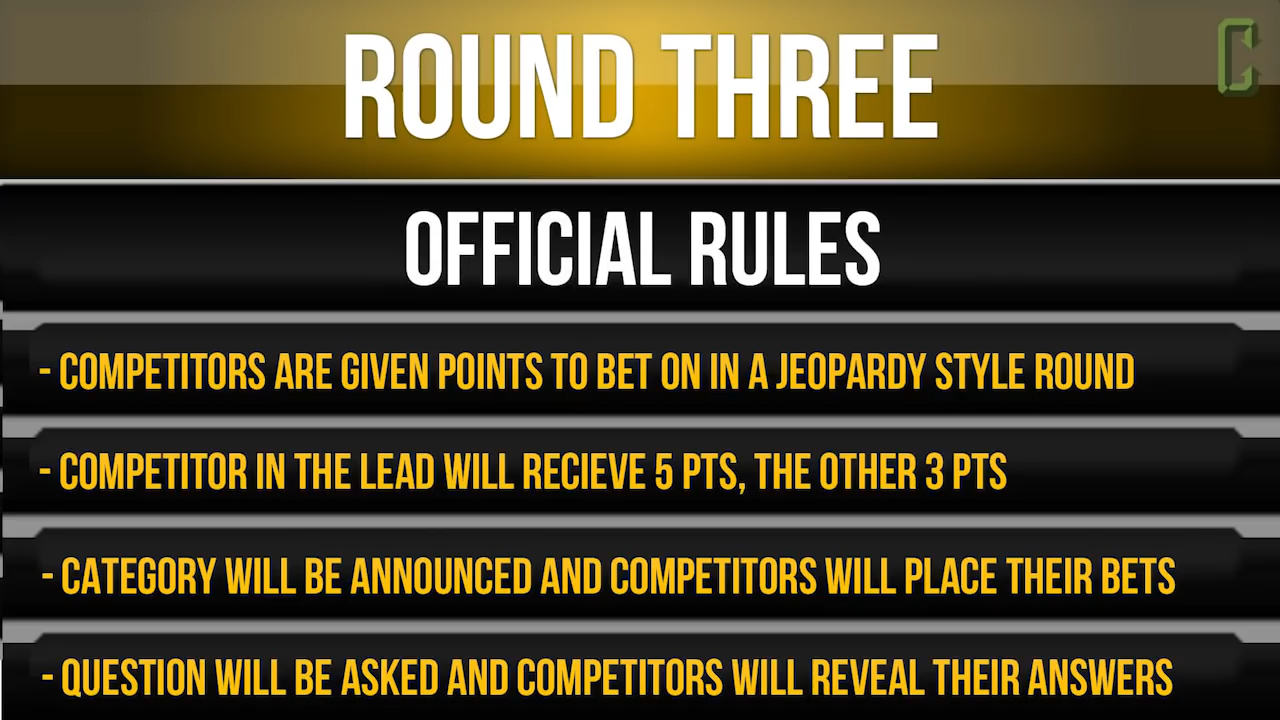 ROUND THREE
OFFICIAL RULES
- COMPETITORS ARE GIVEN POINTS TO BET ON IN A JEOPARDY STYLE ROUND
- COMPETITOR IN THE LEAD WILL RECIEVE 5 PTS, THE OTHER 3 PTS
- CATEGORY WILL BE ANNOUNCED AND COMPETITORS WILL PLACE THEIR BETS
- QUESTION WILL BE ASKED AND COMPETITORS WILL REVEAL THEIR ANSWERS